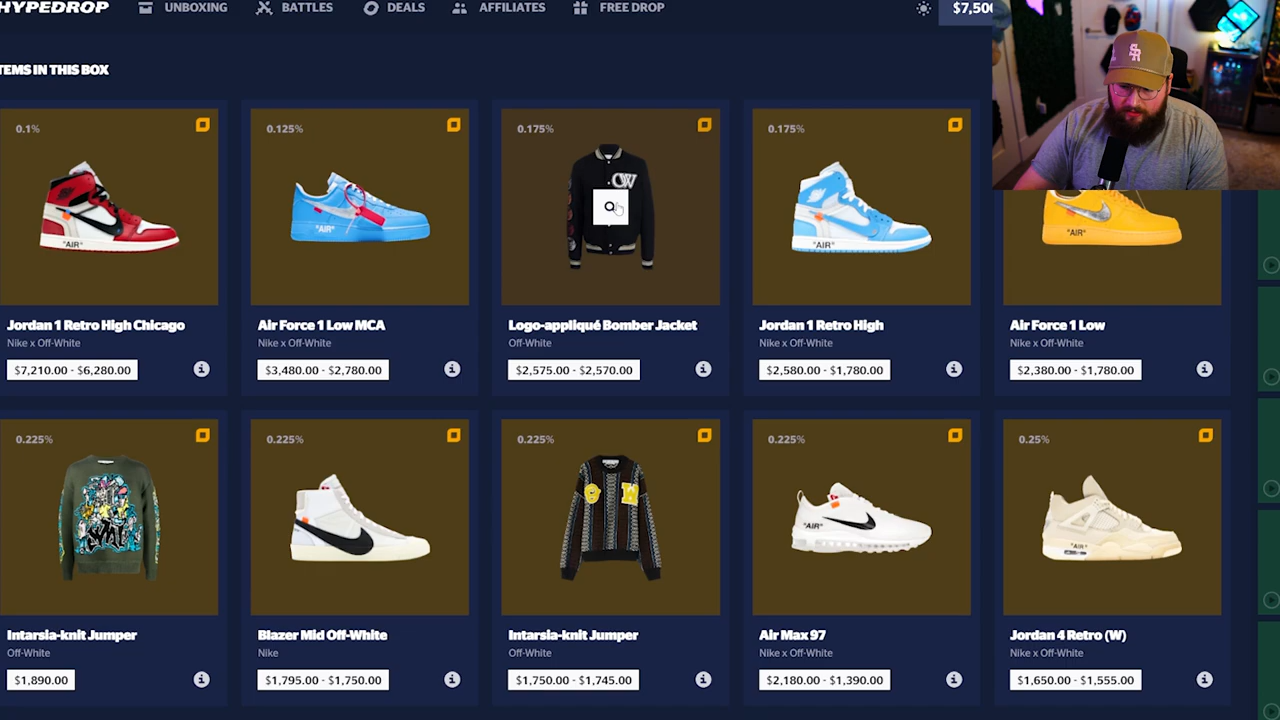 HYPEDROP
UNBOXING
BATTLES
DEALS
AFFILIATES
FREE DROP
$7,500
TEMS IN THIS BOX
0.1%
0.125%
0.175%
0.175%
Jordan 1 Retro High Chicago
Nike x Off-White
$7,210.00 - $6,280.00
Air Force 1 Low MCA
Nike x Off-White
$3,480.00 - $2,780.00
Logo-appliqué Bomber Jacket
Off-White
$2,575.00 - $2,570.00
Jordan 1 Retro High
Nike x Off-White
$2,580.00 - $1,780.00
Air Force 1 Low
Nike x Off-White
$2,380.00 - $1,780.00
0.225%
0.225%
0.225%
0.225%
0.25%
Intarsia-knit Jumper
Off-White
$1,890.00
Blazer Mid Off-White
Nike
$1,795.00 - $1,750.00
Intarsia-knit Jumper
Off-White
$1,750.00 - $1,745.00
Air Max 97
Nike x Off-White
$2,180.00 - $1,390.00
Jordan 4 Retro (W)
Nike x Off-White
$1,650.00 - $1,555.00
"AIR"
"AIR"
"AIR"
"AIR"
"AIR"
"AIR"